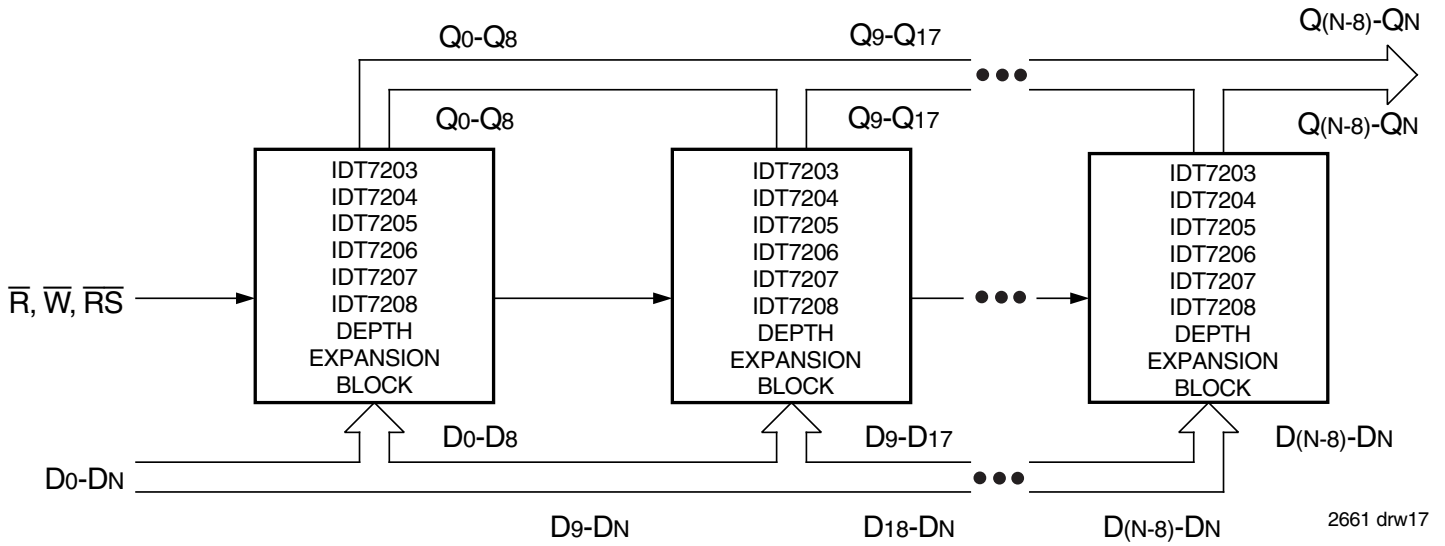 Q0-Q8 Q9-Q17 Q(N-8)-QN
Q0-Q8 Q9-Q17 Q(N-8)-QN
R̅, W̅, R̅S̅
IDT7203
IDT7204
IDT7205
IDT7206
IDT7207
IDT7208
DEPTH
EXPANSION
BLOCK
IDT7203
IDT7204
IDT7205
IDT7206
IDT7207
IDT7208
DEPTH
EXPANSION
BLOCK
IDT7203
IDT7204
IDT7205
IDT7206
IDT7207
IDT7208
DEPTH
EXPANSION
BLOCK
D0-D8 D9-D17 D(N-8)-DN
D0-DN
D9-DN D18-DN D(N-8)-DN
2661 drw17